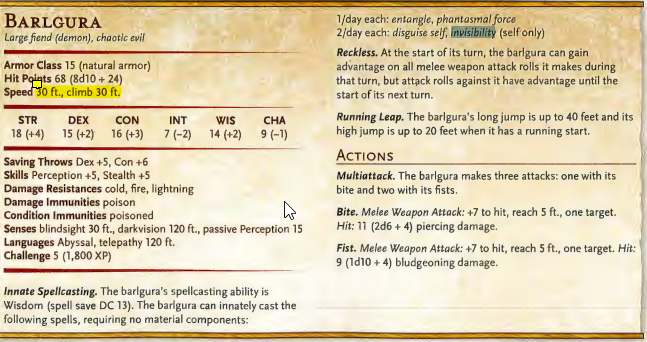 Barlgura
Large fiend (demon), chaotic evil
Armor Class 15 (natural armor)
Hit Points 68 (8d10 + 24)
Speed 30 ft., climb 30 ft.
STR DEX CON INT WIS CHA
18 (+4) 15 (+2) 16 (+3) 7 (−2) 14 (+2) 9 (−1)
Saving Throws Dex +5, Con +6
Skills Perception +5, Stealth +5
Damage Resistances cold, fire, lightning
Damage Immunities poison
Condition Immunities poisoned
Senses blindsight 30 ft., darkvision 120 ft., passive Perception 15
Languages Abyssal, telepathy 120 ft.
Challenge 5 (1,800 XP)
Innate Spellcasting. The barlgura's spellcasting ability is
Wisdom (spell save DC 13). The barlgura can innately cast the
following spells, requiring no material components:
1/day each: entangle, phantasmal force
2/day each: disguise self, invisibility (self only)
Reckless. At the start of its turn, the barlgura can gain
advantage on all melee weapon attack rolls it makes during
that turn, but attack rolls against it have advantage until the
start of its next turn.
Running Leap. The barlgura's long jump is up to 40 feet and its
high jump is up to 20 feet when it has a running start.
Actions
Multiattack. The barlgura makes three attacks: one with its
bite and two with its fists.
Bite. Melee Weapon Attack: +7 to hit, reach 5 ft., one target.
Hit: 11 (2d6 + 4) piercing damage.
Fist. Melee Weapon Attack: +7 to hit, reach 5 ft., one target. Hit:
9 (1d10 + 4) bludgeoning damage.